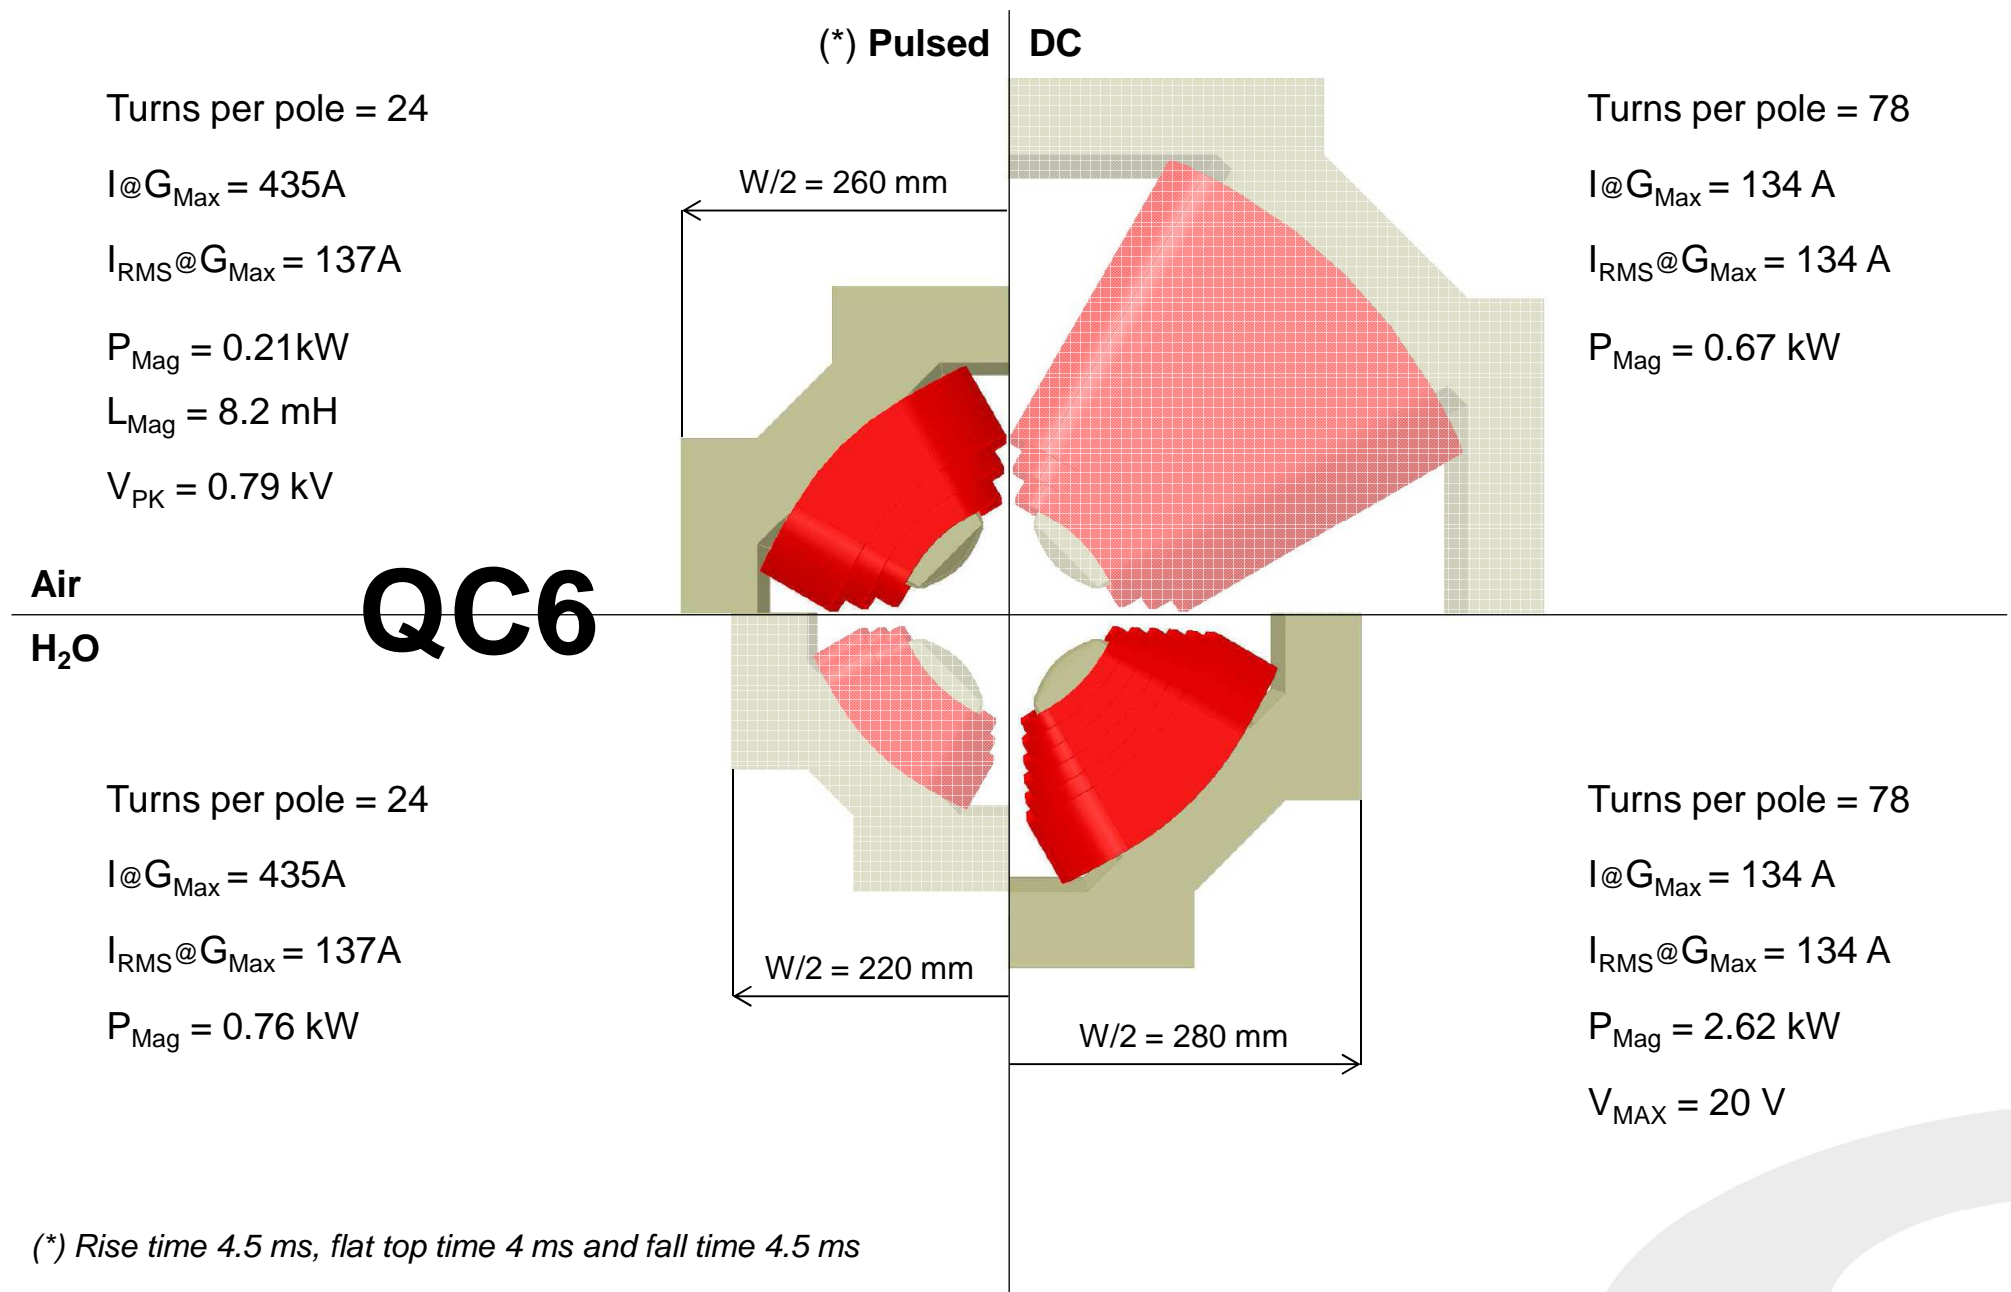 (*) Pulsed
DC
Turns per pole = 24
I@GMax = 435A
IRMS@GMax = 137A
PMag = 0.21kW
LMag = 8.2 mH
VPK = 0.79 kV
W/2 = 260 mm
Turns per pole = 78
I@GMax = 134 A
IRMS@GMax = 134 A
PMag = 0.67 kW
Air
QC6
H2O
Turns per pole = 24
I@GMax = 435A
IRMS@GMax = 137A
PMag = 0.76 kW
W/2 = 220 mm
W/2 = 280 mm
Turns per pole = 78
I@GMax = 134 A
IRMS@GMax = 134 A
PMag = 2.62 kW
VMAX = 20 V
(*) Rise time 4.5 ms, flat top time 4 ms and fall time 4.5 ms